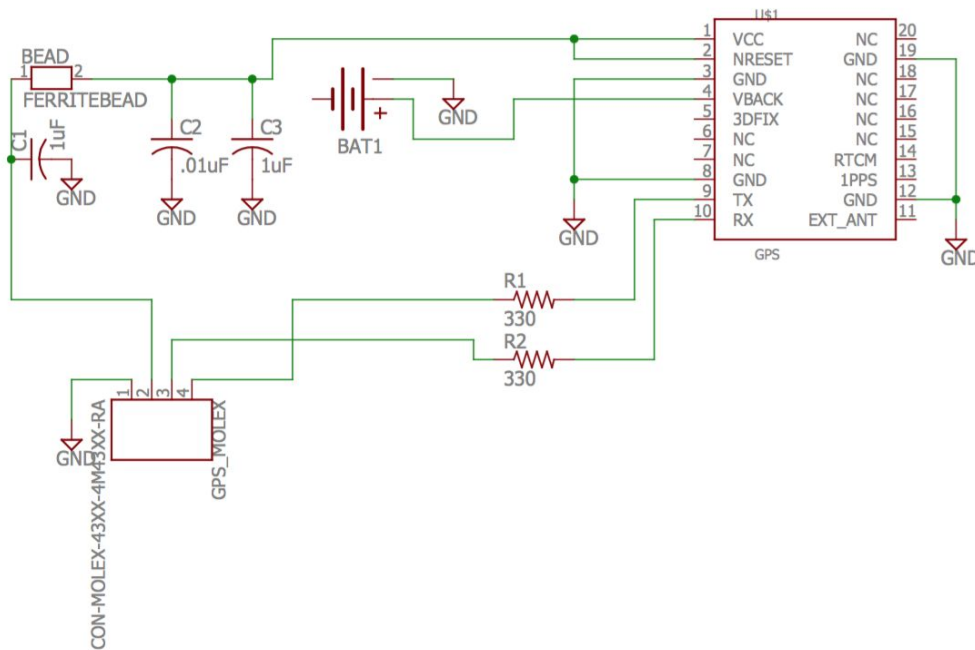 U$1
1 VCC NC 20
2 NRESET GND 19
3 GND NC 18
4 VBACK NC 17
5 3DFIX NC 16
6 NC NC 15
7 NC RTCM 14
8 GND 1PPS 13
9 TX GND 12
10 RX EXT_ANT 11
GPS
GND
GND
BEAD
1 2
FERRITEBEAD
C1
1uF
GND
C2
.01uF
GND
C3
1uF
GND
+
BAT1
GND
R1
330
R2
330
1 2 3 4
GND
CON-MOLEX-43XX-4M43XX-RA
GPS_MOLEX